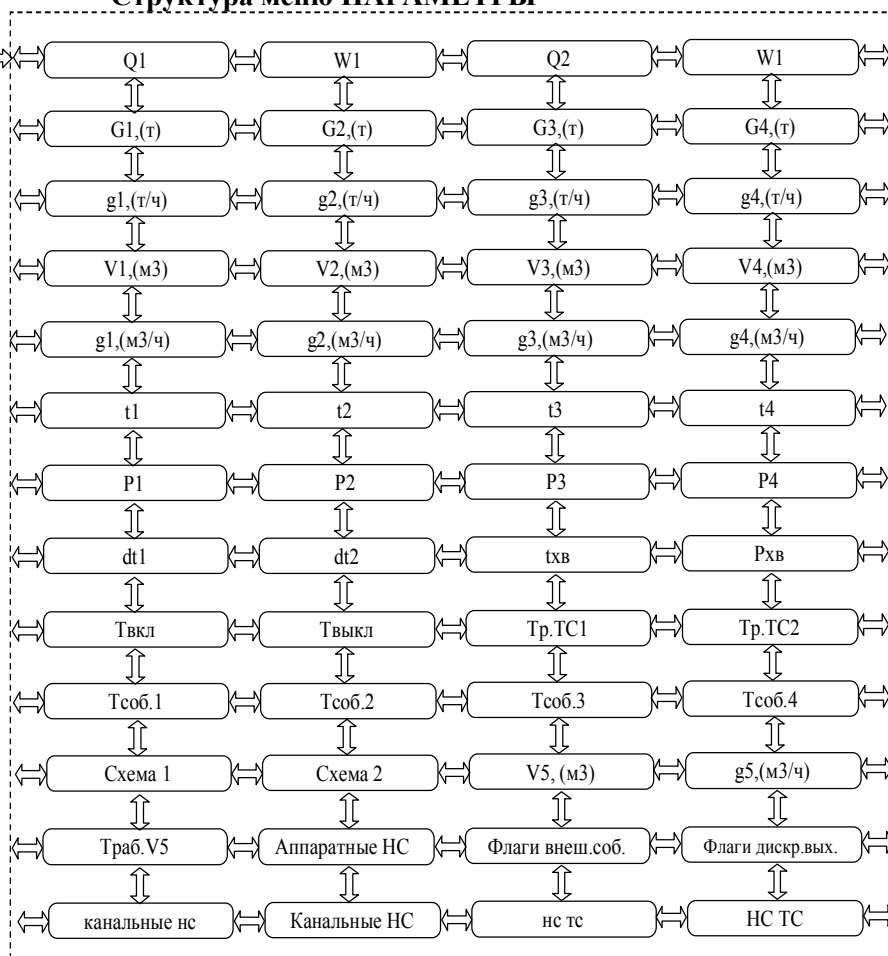 Структура меню ПАРАМЕТРЫ
Q1 W1 Q2 W1
G1,(т) G2,(т) G3,(т) G4,(т)
g1,(т/ч) g2,(т/ч) g3,(т/ч) g4,(т/ч)
V1,(м3) V2,(м3) V3,(м3) V4,(м3)
g1,(м3/ч) g2,(м3/ч) g3,(м3/ч) g4,(м3/ч)
t1 t2 t3 t4
P1 P2 P3 P4
dt1 dt2 tхв Pхв
Tвкл Tвыкл Tр.ТС1 Tр.ТС2
Tсоб.1 Tсоб.2 Tсоб.3 Tсоб.4
Схема 1 Схема 2 V5, (м3) g5,(м3/ч)
Tраб.V5 Аппаратные НС Флаги внеш.соб. Флаги дискр.вых.
канальные нс Канальные НС нс тс НС ТС